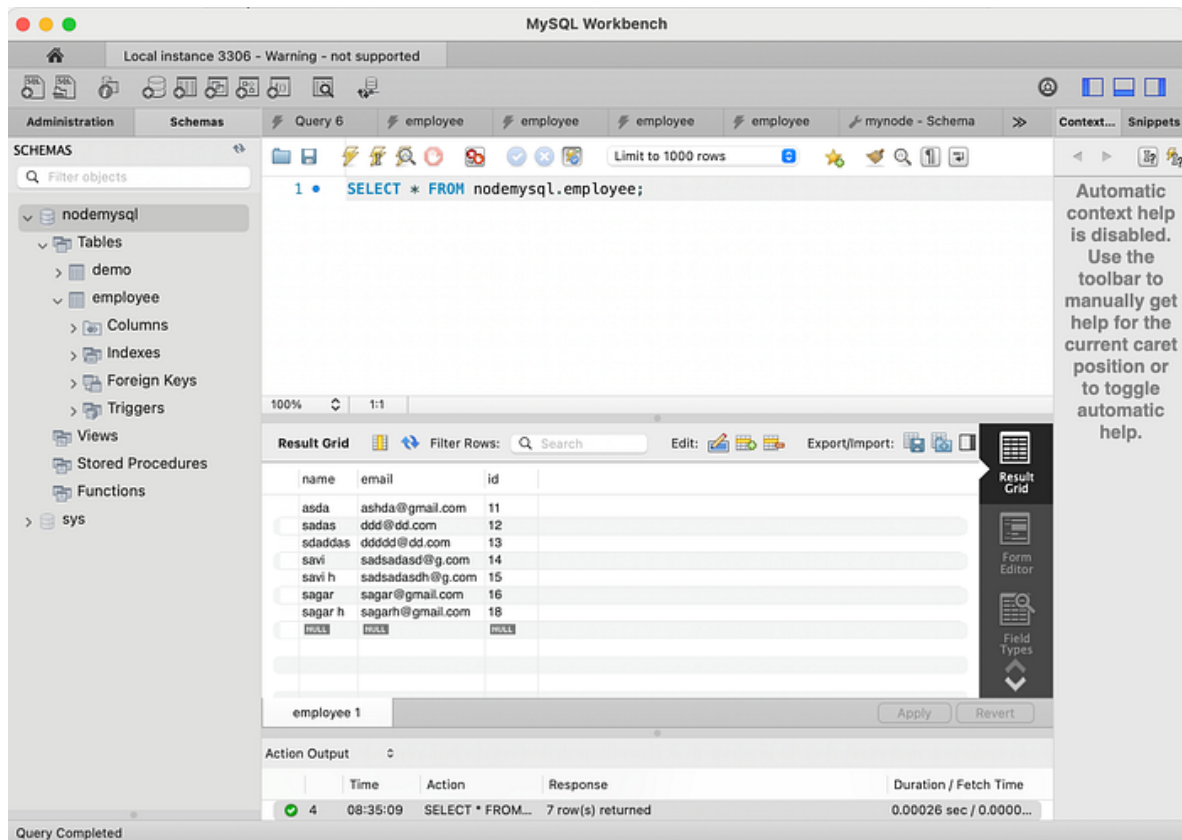 MySQL Workbench
Local instance 3306 - Warning - not supported
Administration Schemas
Query 6 employee employee employee employee mynode - Schema
Context... Snippets
SCHEMAS
Filter objects
nodemysql
Tables
demo
employee
Columns
Indexes
Foreign Keys
Triggers
Views
Stored Procedures
Functions
sys
Limit to 1000 rows
1 SELECT * FROM nodemysql.employee;
100% 1:1
Automatic
context help
is disabled.
Use the
toolbar to
manually get
help for the
current caret
position or
to toggle
automatic
help.
Result Grid Filter Rows: Search Edit: Export/Import:
name email id
asda ashda@gmail.com 11
sadas ddd@dd.com 12
sdaddas ddddd@dd.com 13
savi sadsadasd@g.com 14
savi h sadsadasdh@g.com 15
sagar sagar@gmail.com 16
sagar h sagarh@gmail.com 18
NULL NULL NULL
Result
Grid
Form
Editor
Field
Types
employee 1
Apply Revert
Action Output
Time Action Response Duration / Fetch Time
4 08:35:09 SELECT * FROM... 7 row(s) returned 0.00026 sec / 0.0000...
Query Completed